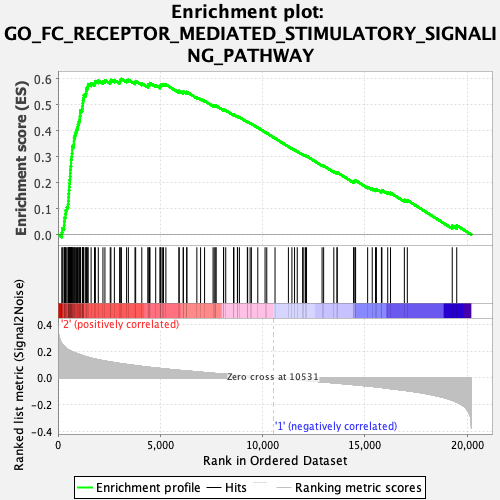 Enrichment plot:
GO_FC_RECEPTOR_MEDIATED_STIMULATORY_SIGNALI
NG_PATHWAY
Enrichment score (ES)
0.6
0.5
0.4
0.3
0.2
0.1
0.0
Ranked list metric (Signal2Noise)
'2' (positively correlated)
0.4
0.2
0.0
-0.2
-0.4
Zero cross at 10531
'1' (negatively correlated)
0
5,000
10,000
15,000
20,000
Rank in Ordered Dataset
Enrichment profile
Hits
Ranking metric scores